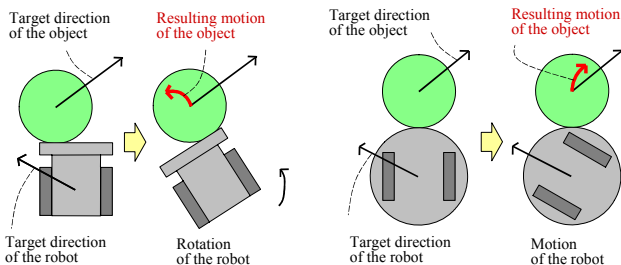 Target direction
of the object
Resulting motion
of the object
Target direction
of the robot
Rotation
of the robot
Target direction
of the object
Resulting motion
of the object
Target direction
of the robot
Motion
of the robot